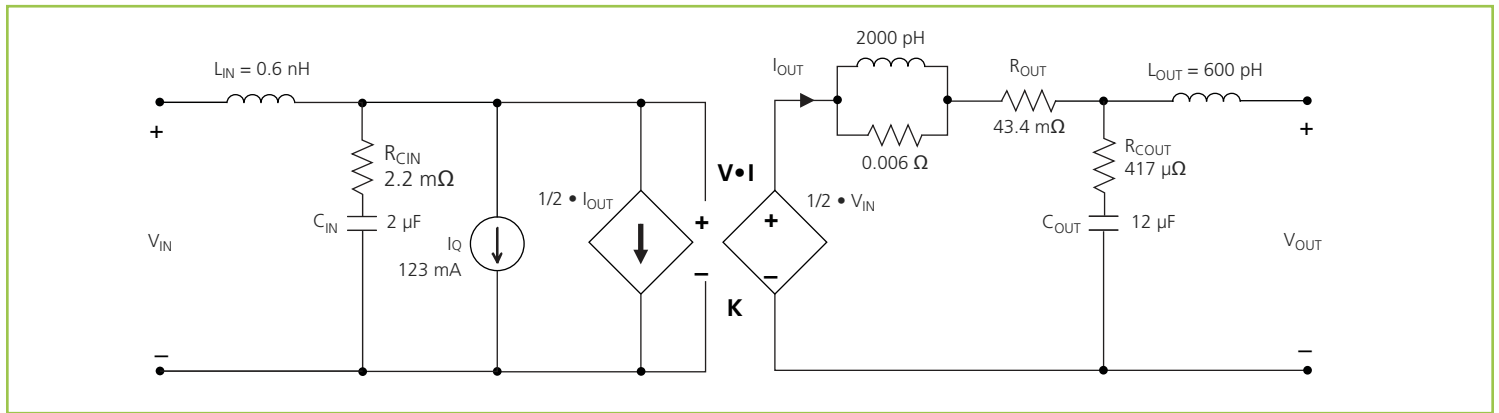 L_IN = 0.6 nH
+
R_CIN
2.2 mΩ
C_IN 2 µF
V_IN
–
I_Q
123 mA
1/2 • I_OUT
+
–
V•I
K
1/2 • V_IN
+
–
I_OUT
2000 pH
0.006 Ω
R_OUT
43.4 mΩ
L_OUT = 600 pH
R_COUT
417 µΩ
C_OUT 12 µF
+
V_OUT
–